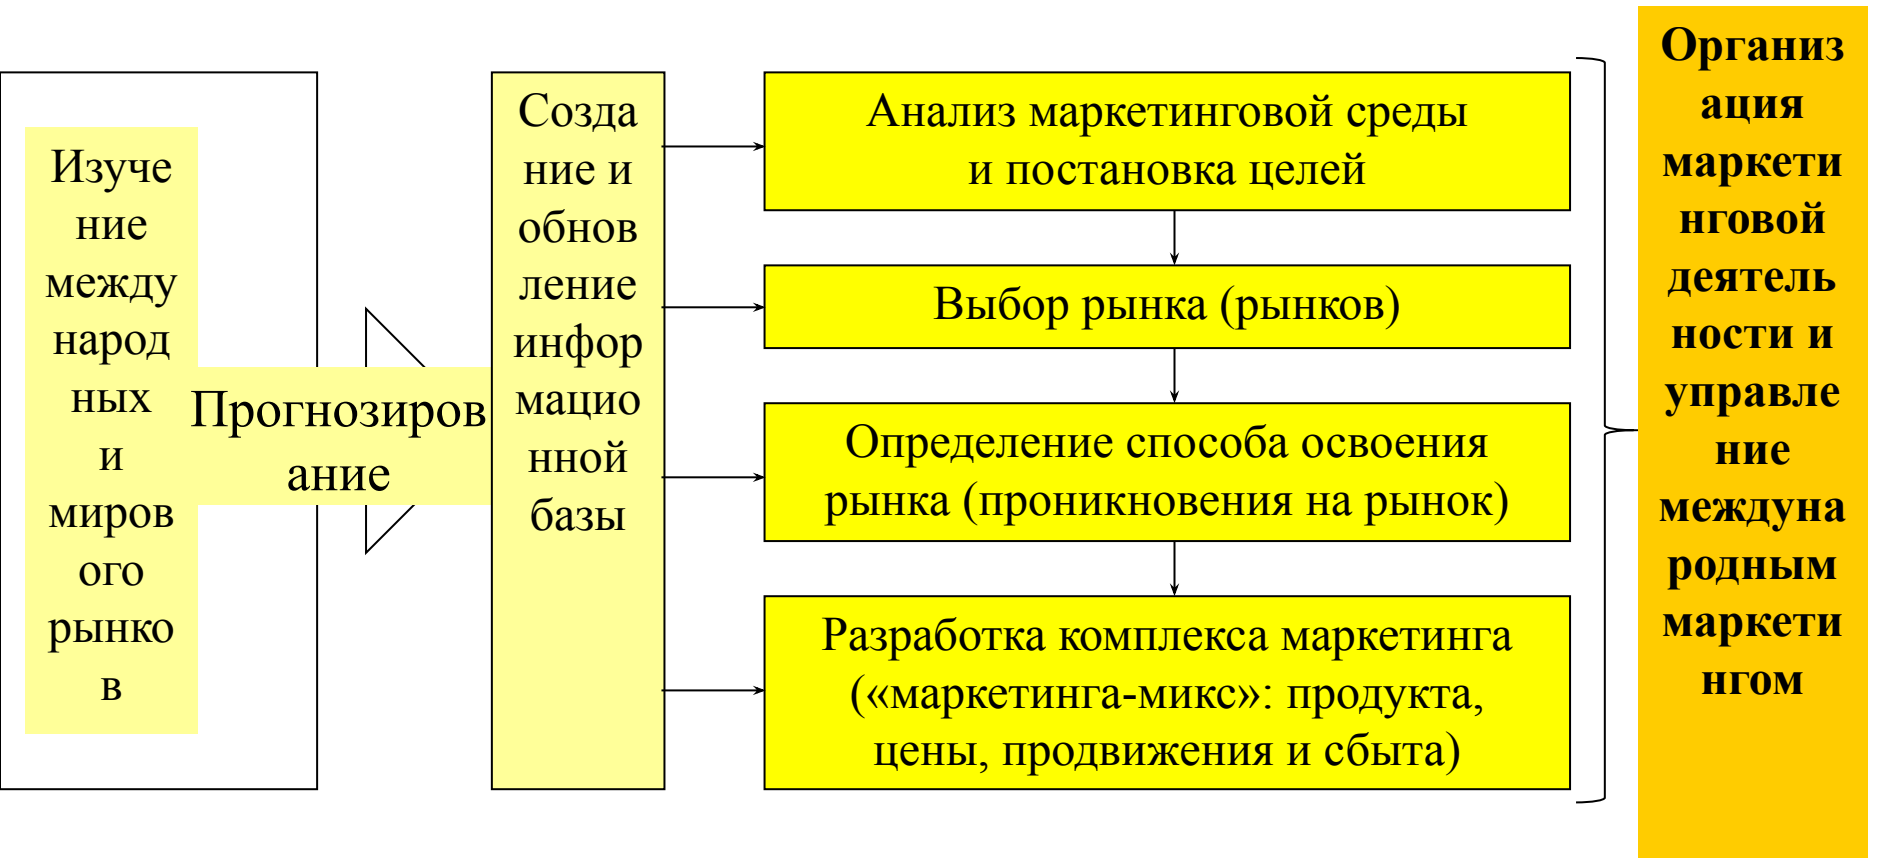 Изуче
ние
между
народ
ных
и
миров
ого
рынко
в
Прогнозиров
ание
Созда
ние и
обнов
ление
инфор
мацио
нной
базы
Анализ маркетинговой среды
и постановка целей
Выбор рынка (рынков)
Определение способа освоения
рынка (проникновения на рынок)
Разработка комплекса маркетинга
(«маркетинга-микс»: продукта,
цены, продвижения и сбыта)
Организ
ация
маркети
нговой
деятель
ности и
управле
ние
междуна
родным
маркети
нгом